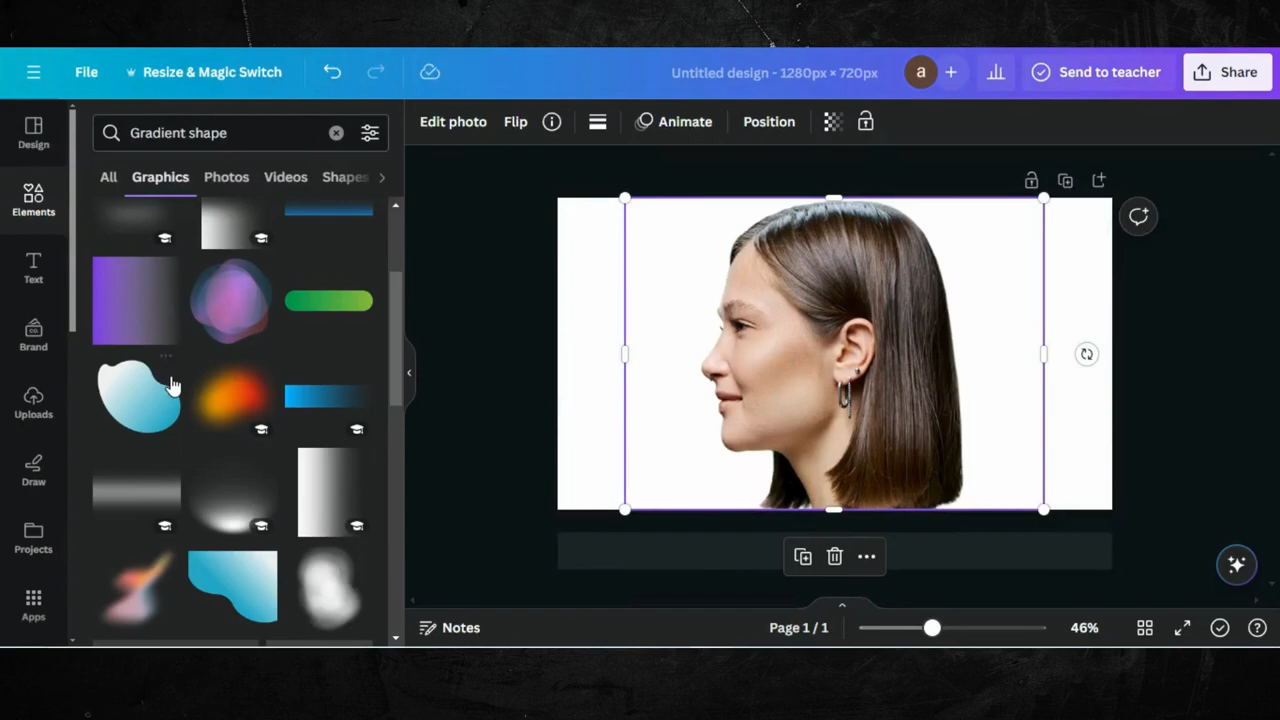 File
Resize & Magic Switch
Untitled design - 1280px × 720px
a
Send to teacher
Share
Design
Elements
Text
Brand
Uploads
Draw
Projects
Apps
Gradient shape
All
Graphics
Photos
Videos
Shapes
Edit photo
Flip
Animate
Position
Notes
Page 1 / 1
46%